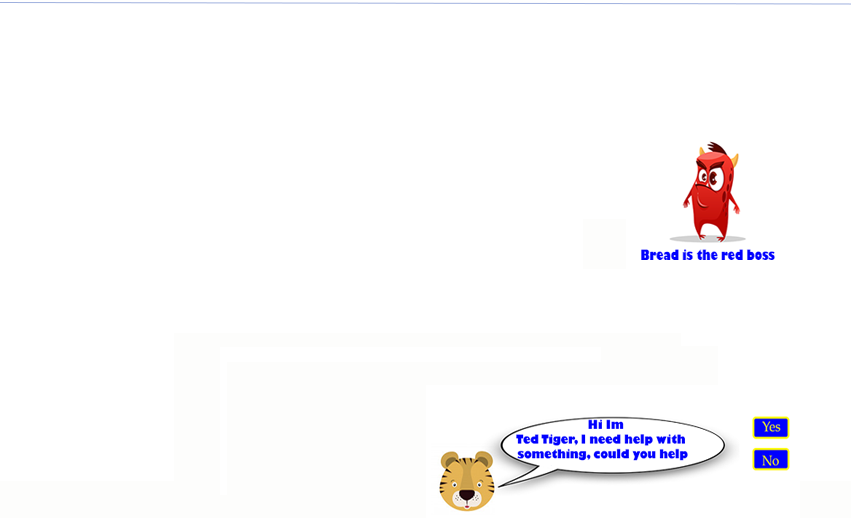 Bread is the red boss
Hi Im
Ted Tiger, I need help with
something, could you help
Yes
No